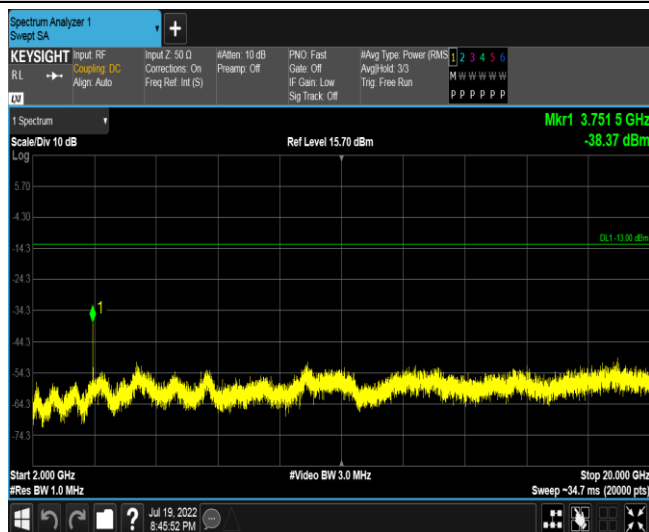 Spectrum Analyzer 1
Swept SA
+
KEYSIGHT
RL
Input: RF
Coupling: DC
Align: Auto
Input Z: 50 Ω
Corrections: On
Freq Ref: Int (S)
#Atten: 10 dB
Preamp: Off
PNO: Fast
Gate: Off
IF Gain: Low
Sig Track: Off
#Avg Type: Power (RMS
Avg|Hold: 3/3
Trig: Free Run
1 2 3 4 5 6
M W W W W W
P P P P P P
LXI
1 Spectrum
Scale/Div 10 dB
Ref Level 15.70 dBm
Mkr1 3.751 5 GHz
-38.37 dBm
Log
5.70
-4.30
DL1 -13.00 dBm
-14.3
-24.3
-34.3
1
-44.3
-54.3
-64.3
-74.3
Start 2.000 GHz
#Video BW 3.0 MHz
Stop 20.000 GHz
#Res BW 1.0 MHz
Sweep ~34.7 ms (20000 pts)
?
Jul 19, 2022
8:45:52 PM